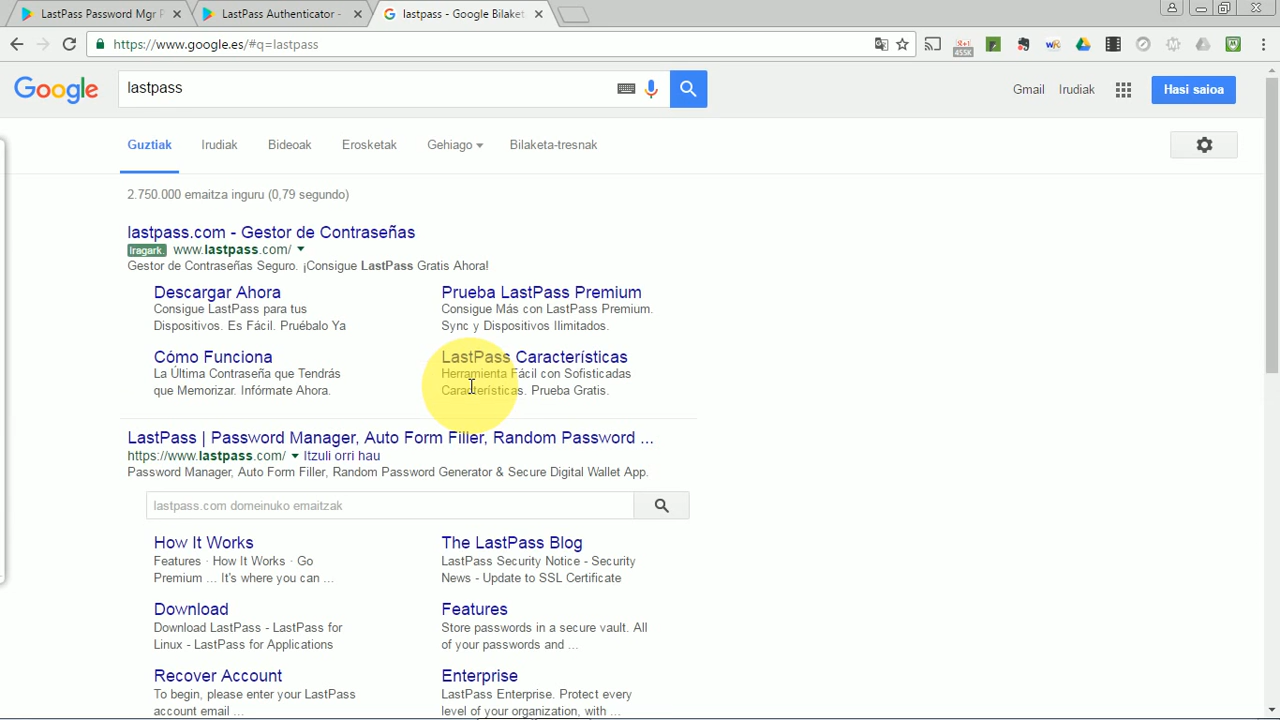 LastPass Password Mgr P
LastPass Authenticator -
lastpass - Google Bilaket
https://www.google.es/#q=lastpass
455K
Google
lastpass
Gmail
Irudiak
Hasi saioa
Guztiak
Irudiak
Bideoak
Erosketak
Gehiago
Bilaketa-tresnak
2.750.000 emaitza inguru (0,79 segundo)
lastpass.com - Gestor de Contraseñas
Iragark. www.lastpass.com/
Gestor de Contraseñas Seguro. ¡Consigue LastPass Gratis Ahora!
Descargar Ahora
Consigue LastPass para tus
Dispositivos. Es Fácil. Pruébalo Ya
Prueba LastPass Premium
Consigue Más con LastPass Premium.
Sync y Dispositivos Ilimitados.
Cómo Funciona
La Última Contraseña que Tendrás
que Memorizar. Infórmate Ahora.
LastPass Características
Herramienta Fácil con Sofisticadas
Características. Prueba Gratis.
LastPass | Password Manager, Auto Form Filler, Random Password ...
https://www.lastpass.com/ Itzuli orri hau
Password Manager, Auto Form Filler, Random Password Generator & Secure Digital Wallet App.
lastpass.com domeinuko emaitzak
How It Works
Features · How It Works · Go
Premium ... It's where you can ...
The LastPass Blog
LastPass Security Notice - Security
News - Update to SSL Certificate
Download
Download LastPass - LastPass for
Linux - LastPass for Applications
Features
Store passwords in a secure vault. All
of your passwords and ...
Recover Account
To begin, please enter your LastPass
account email ...
Enterprise
LastPass Enterprise. Protect every
level of your organization, with ...